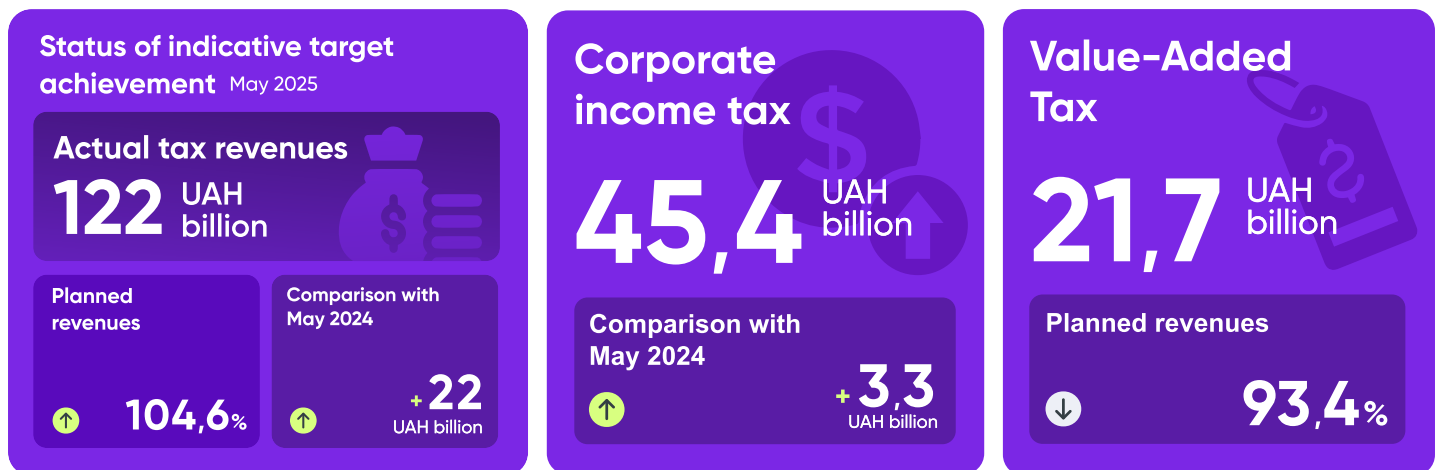 Status of indicative target
achievement May 2025
Actual tax revenues
122 UAH
billion
Planned
revenues
104,6%
Comparison with
May 2024
+22
UAH billion
Corporate
income tax
45,4 UAH
billion
Comparison with
May 2024
+3,3
UAH billion
Value-Added
Tax
21,7 UAH
billion
Planned revenues
93,4%